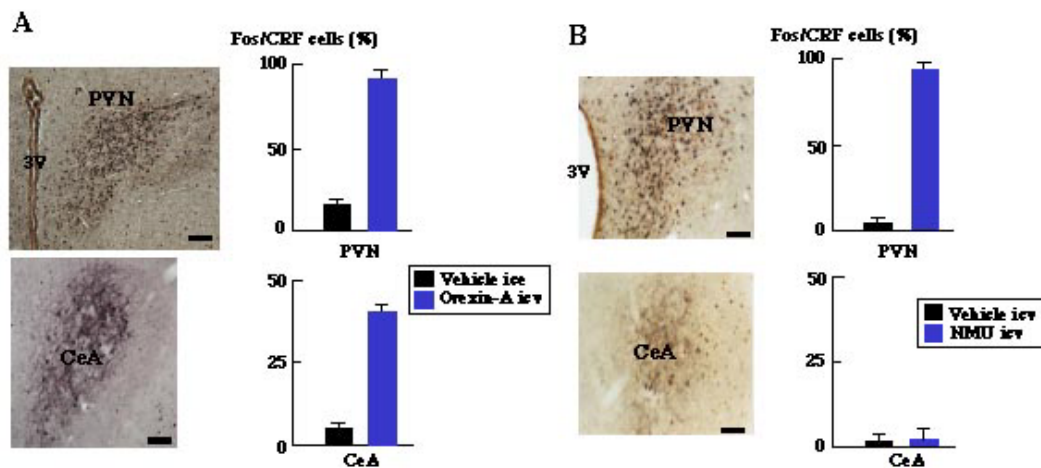 A
Fos/CRF cells (%)
PVN
3V
100
50
0
PVN
CeA
50
25
0
CeA
Vehicle icv
Orexin-A icv
B
Fos/CRF cells (%)
PVN
3V
100
50
0
PVN
CeA
50
25
0
CeA
Vehicle icv
NMU icv